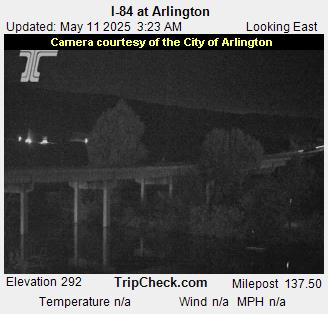 I-84 at Arlington
Updated: May 11 2025 3:23 AM Looking East
Camera courtesy of the City of Arlington
Elevation 292 TripCheck.com Milepost 137.50
Temperature n/a Wind n/a MPH n/a